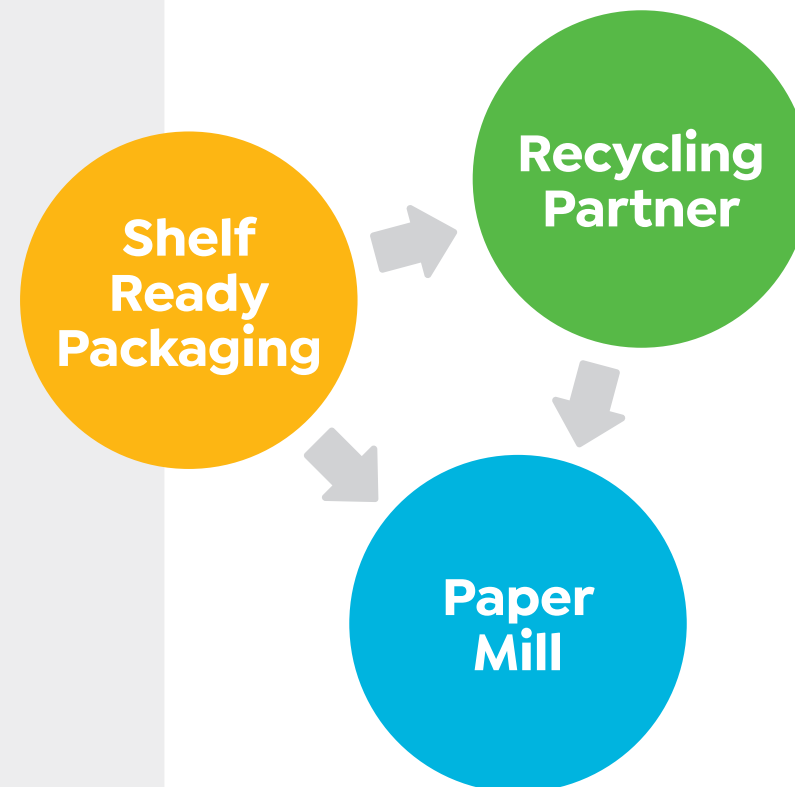 Shelf
Ready
Packaging
Recycling
Partner
Paper
Mill